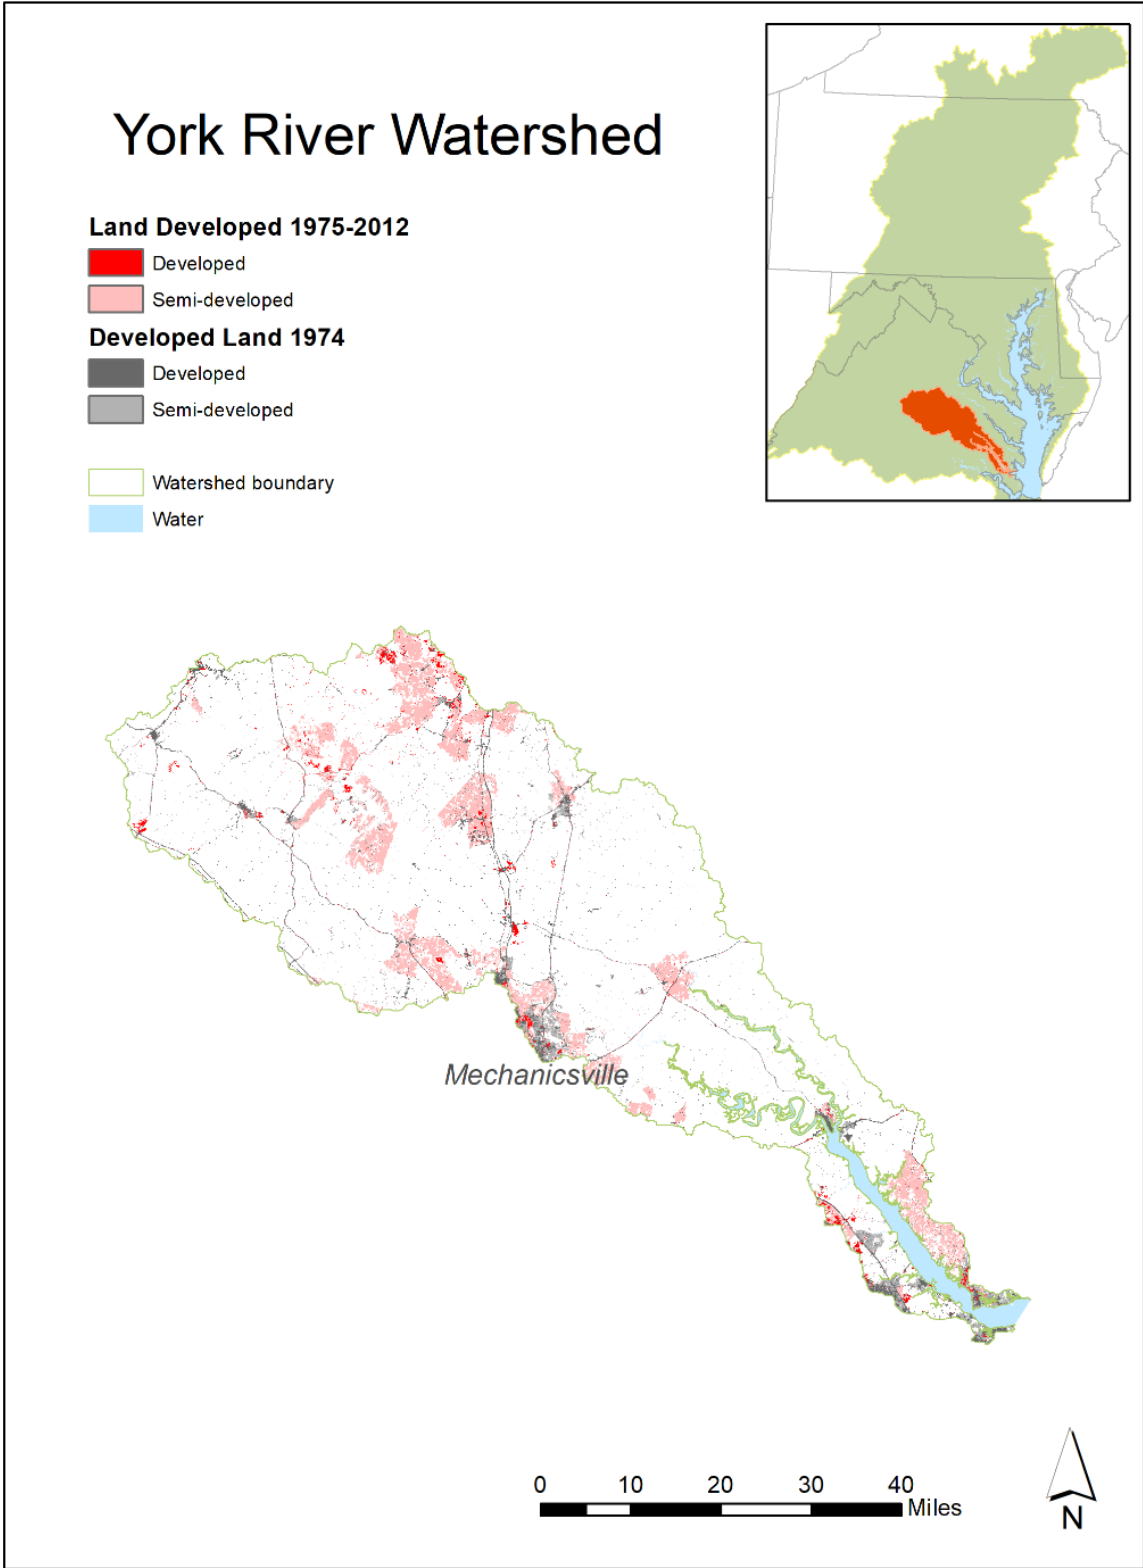 York River Watershed
Land Developed 1975-2012
Developed
Semi-developed
Developed Land 1974
Developed
Semi-developed
Watershed boundary
Water
Mechanicsville
0 10 20 30 40
Miles
N